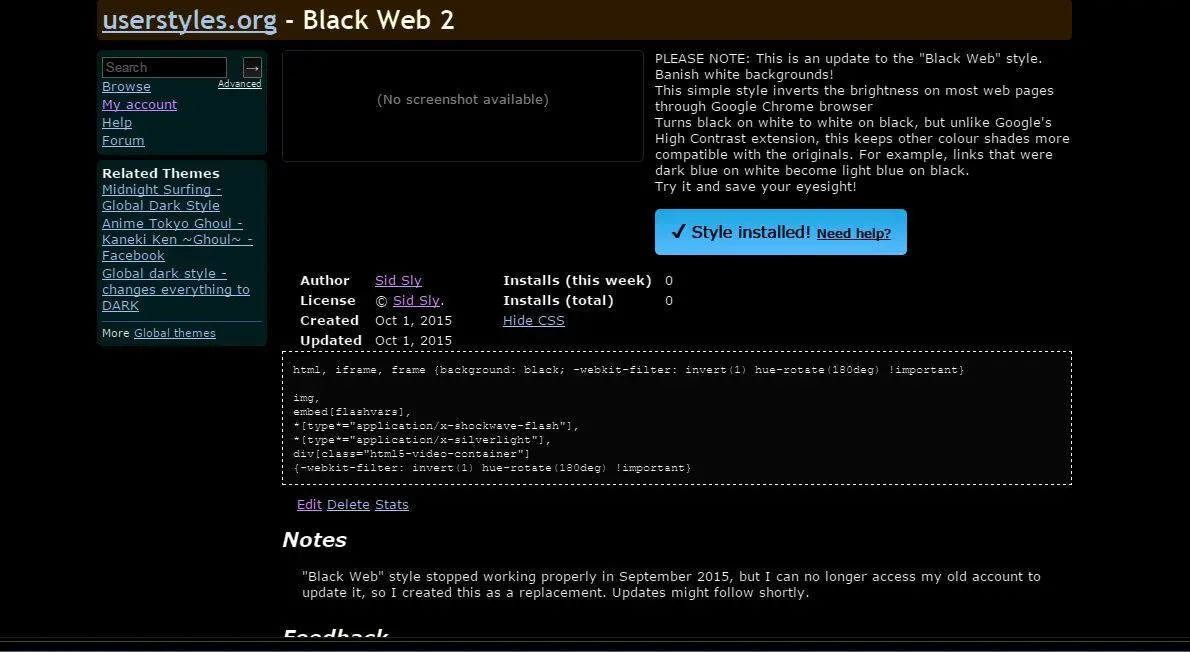 userstyles.org - Black Web 2
Search →
Advanced
Browse
My account
Help
Forum
Related Themes
Midnight Surfing -
Global Dark Style
Anime Tokyo Ghoul -
Kaneki Ken ~Ghoul~ -
Facebook
Global dark style -
changes everything to
DARK
More Global themes
(No screenshot available)
PLEASE NOTE: This is an update to the "Black Web" style.
Banish white backgrounds!
This simple style inverts the brightness on most web pages
through Google Chrome browser
Turns black on white to white on black, but unlike Google's
High Contrast extension, this keeps other colour shades more
compatible with the originals. For example, links that were
dark blue on white become light blue on black.
Try it and save your eyesight!
✔ Style installed! Need help?
Author Sid Sly Installs (this week) 0
License © Sid Sly. Installs (total) 0
Created Oct 1, 2015 Hide CSS
Updated Oct 1, 2015
html, iframe, frame {background: black; -webkit-filter: invert(1) hue-rotate(180deg) !important}
img,
embed[flashvars],
*[type*="application/x-shockwave-flash"],
*[type*="application/x-silverlight"],
div[class="html5-video-container"]
{-webkit-filter: invert(1) hue-rotate(180deg) !important}
Edit Delete Stats
Notes
"Black Web" style stopped working properly in September 2015, but I can no longer access my old account to
update it, so I created this as a replacement. Updates might follow shortly.
Feedback